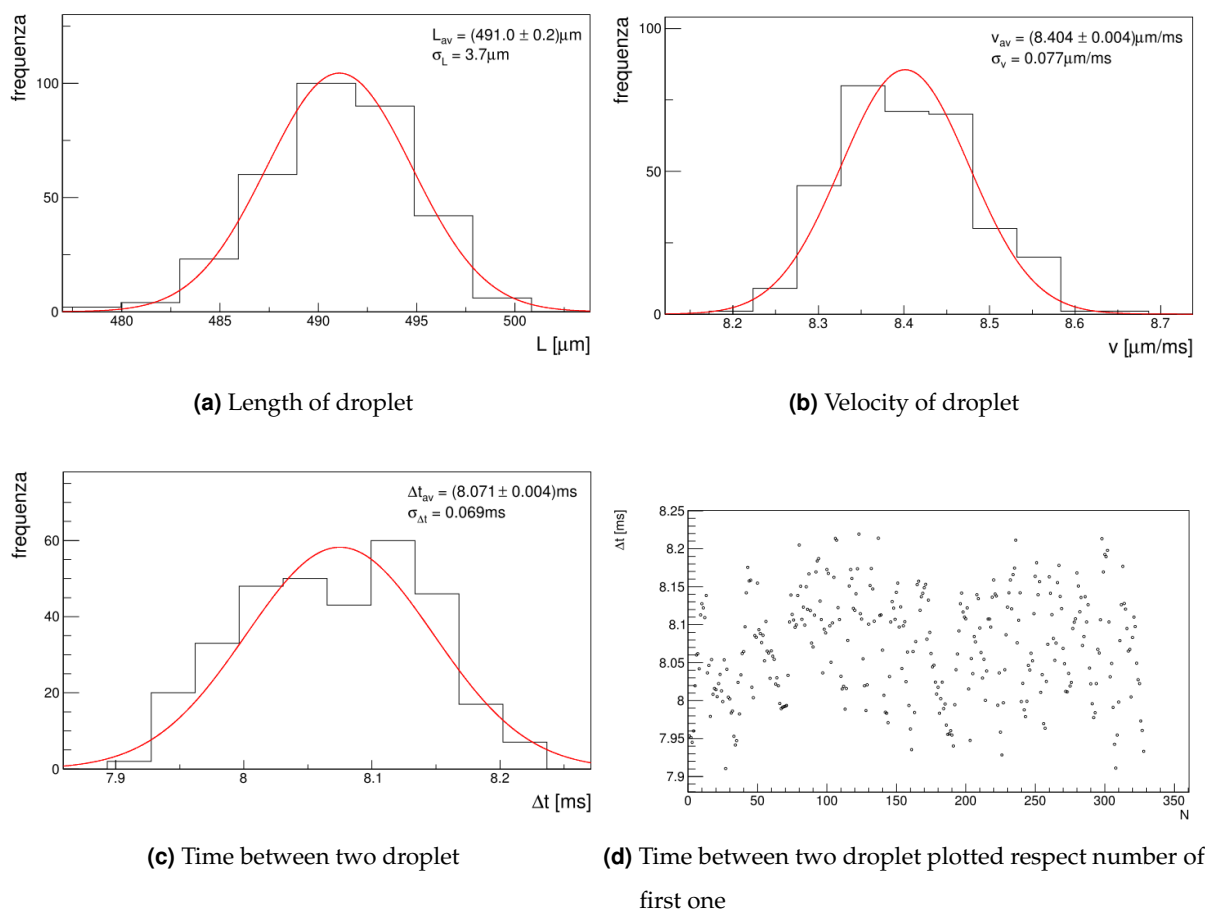 frequenza
100
50
0
L_av = (491.0 ± 0.2)μm
σ_L = 3.7μm
480 485 490 495 500
L [μm]
(a) Length of droplet
frequenza
100
50
0
v_av = (8.404 ± 0.004)μm/ms
σ_v = 0.077μm/ms
8.2 8.3 8.4 8.5 8.6 8.7
v [μm/ms]
(b) Velocity of droplet
frequenza
60
40
20
0
Δt_av = (8.071 ± 0.004)ms
σ_Δt = 0.069ms
7.9 8 8.1 8.2
Δt [ms]
(c) Time between two droplet
Δt [ms]
8.25
8.2
8.15
8.1
8.05
8
7.95
7.9
0 50 100 150 200 250 300 350
N
(d) Time between two droplet plotted respect number of
first one